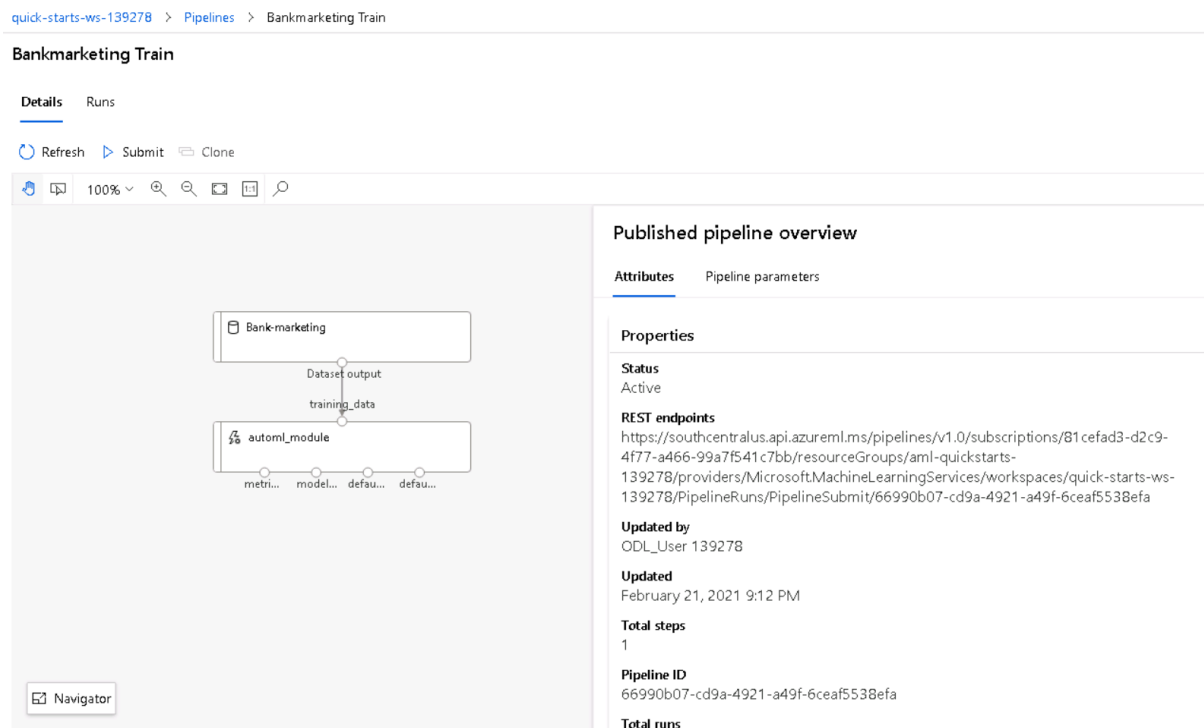 quick-starts-ws-139278 > Pipelines > Bankmarketing Train
Bankmarketing Train
Details Runs
Refresh Submit Clone
100% 1:1
Bank-marketing
Dataset output
training_data
automl_module
metri... model... defau... defau...
Navigator
Published pipeline overview
Attributes Pipeline parameters
Properties
Status
Active
REST endpoints
https://southcentralus.api.azureml.ms/pipelines/v1.0/subscriptions/81cefad3-d2c9-
4f77-a466-99a7f541c7bb/resourceGroups/aml-quickstarts-
139278/providers/Microsoft.MachineLearningServices/workspaces/quick-starts-ws-
139278/PipelineRuns/PipelineSubmit/66990b07-cd9a-4921-a49f-6ceaf5538efa
Updated by
ODL_User 139278
Updated
February 21, 2021 9:12 PM
Total steps
1
Pipeline ID
66990b07-cd9a-4921-a49f-6ceaf5538efa
Total runs